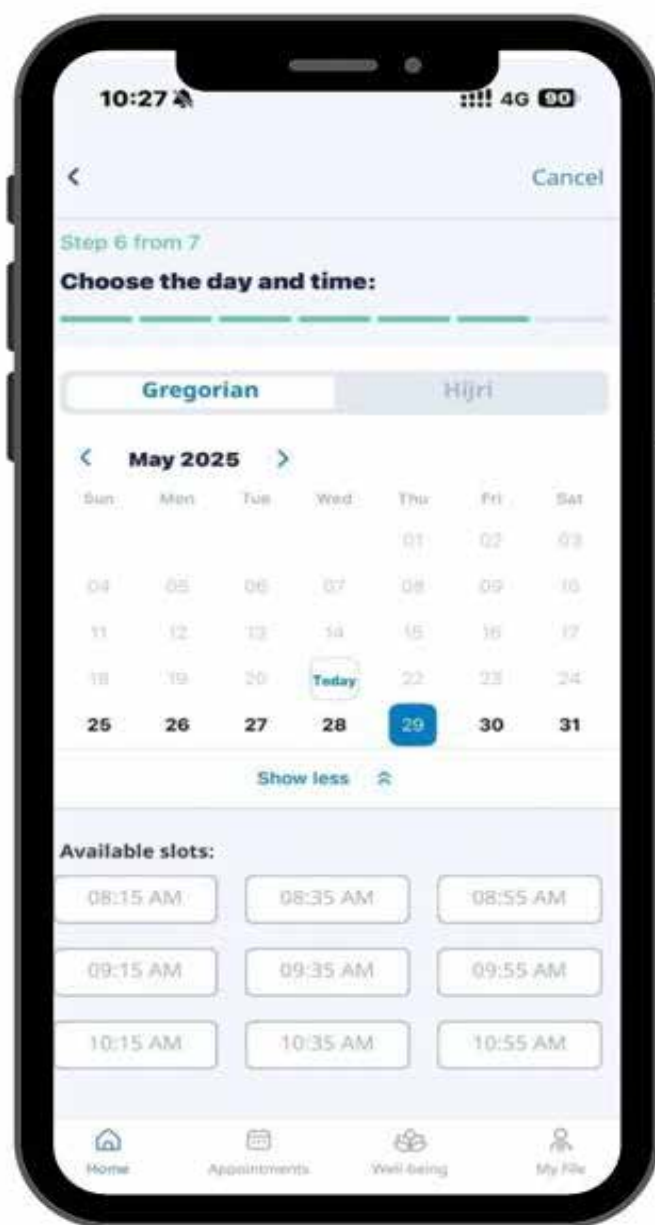 10:27 4G 90
Cancel
Step 6 from 7
Choose the day and time:
Gregorian Hijri
May 2025
Sun Mon Tue Wed Thu Fri Sat
01 02 03
04 05 06 07 08 09 10
11 12 13 14 15 16 17
18 19 20 Today 22 23 24
25 26 27 28 29 30 31
Show less
Available slots:
08:15 AM 08:35 AM 08:55 AM
09:15 AM 09:35 AM 09:55 AM
10:15 AM 10:35 AM 10:55 AM
Home Appointments Well-being My File